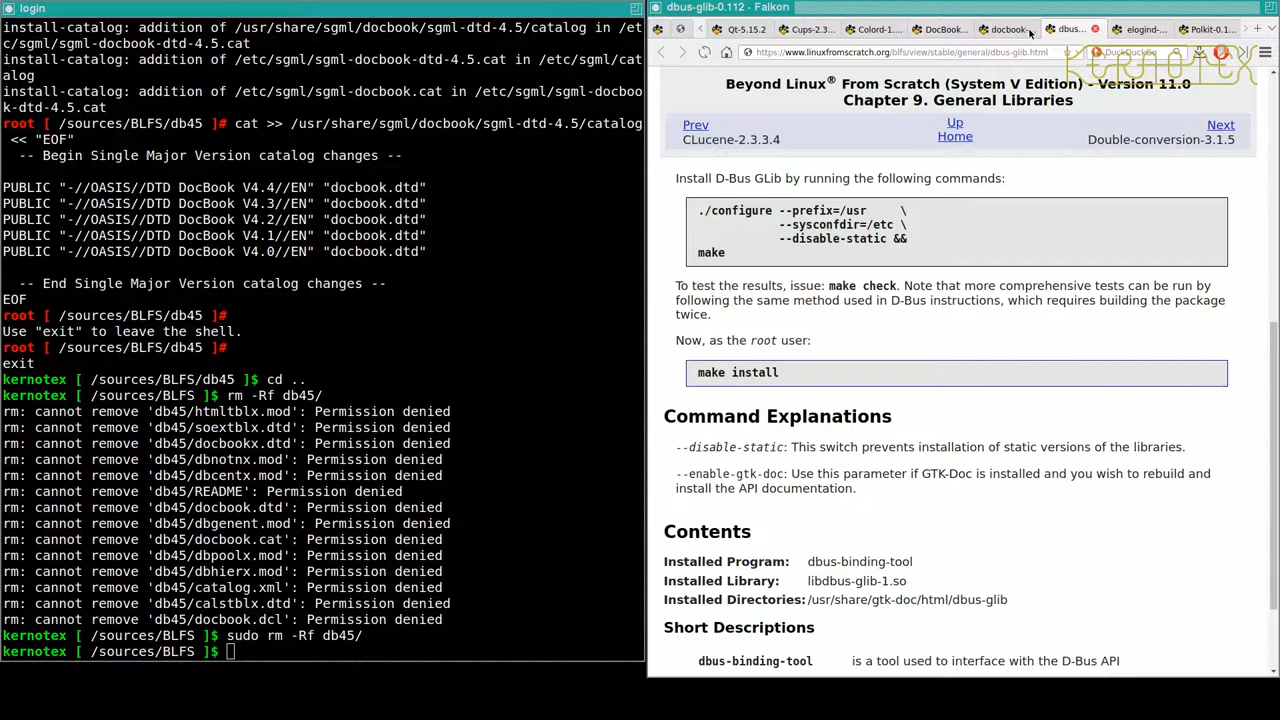 login
install-catalog: addition of /usr/share/sgml/docbook/sgml-dtd-4.5/catalog in /et
c/sgml/sgml-docbook-dtd-4.5.cat
install-catalog: addition of /etc/sgml/sgml-docbook-dtd-4.5.cat in /etc/sgml/cat
alog
install-catalog: addition of /etc/sgml/sgml-docbook.cat in /etc/sgml/sgml-docboo
k-dtd-4.5.cat
root [ /sources/BLFS/db45 ]# cat >> /usr/share/sgml/docbook/sgml-dtd-4.5/catalog
 << "EOF"
  -- Begin Single Major Version catalog changes --
PUBLIC "-//OASIS//DTD DocBook V4.4//EN" "docbook.dtd"
PUBLIC "-//OASIS//DTD DocBook V4.3//EN" "docbook.dtd"
PUBLIC "-//OASIS//DTD DocBook V4.2//EN" "docbook.dtd"
PUBLIC "-//OASIS//DTD DocBook V4.1//EN" "docbook.dtd"
PUBLIC "-//OASIS//DTD DocBook V4.0//EN" "docbook.dtd"
  -- End Single Major Version catalog changes --
EOF
root [ /sources/BLFS/db45 ]#
Use "exit" to leave the shell.
root [ /sources/BLFS/db45 ]#
exit
kernotex [ /sources/BLFS/db45 ]$ cd ..
kernotex [ /sources/BLFS ]$ rm -Rf db45/
rm: cannot remove 'db45/htmltblx.mod': Permission denied
rm: cannot remove 'db45/soextblx.dtd': Permission denied
rm: cannot remove 'db45/docbookx.dtd': Permission denied
rm: cannot remove 'db45/dbnotnx.mod': Permission denied
rm: cannot remove 'db45/dbcentx.mod': Permission denied
rm: cannot remove 'db45/README': Permission denied
rm: cannot remove 'db45/docbook.dtd': Permission denied
rm: cannot remove 'db45/dbgenent.mod': Permission denied
rm: cannot remove 'db45/docbook.cat': Permission denied
rm: cannot remove 'db45/dbpoolx.mod': Permission denied
rm: cannot remove 'db45/dbhierx.mod': Permission denied
rm: cannot remove 'db45/catalog.xml': Permission denied
rm: cannot remove 'db45/calstblx.dtd': Permission denied
rm: cannot remove 'db45/docbook.dcl': Permission denied
kernotex [ /sources/BLFS ]$ sudo rm -Rf db45/
kernotex [ /sources/BLFS ]$
dbus-glib-0.112 - Falkon
Qt-5.15.2 Cups-2.3... Colord-1.... DocBook... docbook- dbus... elogind-... Polkit-0.1...
https://www.linuxfromscratch.org/blfs/view/stable/general/dbus-glib.html DuckDuckGo
KERNOTEX
Beyond Linux® From Scratch (System V Edition) - Version 11.0
Chapter 9. General Libraries
Prev Up Next
CLucene-2.3.3.4 Home Double-conversion-3.1.5
Install D-Bus GLib by running the following commands:
./configure --prefix=/usr \
--sysconfdir=/etc \
--disable-static &&
make
To test the results, issue: make check. Note that more comprehensive tests can be run by
following the same method used in D-Bus instructions, which requires building the package
twice.
Now, as the root user:
make install
Command Explanations
--disable-static: This switch prevents installation of static versions of the libraries.
--enable-gtk-doc: Use this parameter if GTK-Doc is installed and you wish to rebuild and
install the API documentation.
Contents
Installed Program: dbus-binding-tool
Installed Library: libdbus-glib-1.so
Installed Directories: /usr/share/gtk-doc/html/dbus-glib
Short Descriptions
dbus-binding-tool is a tool used to interface with the D-Bus API